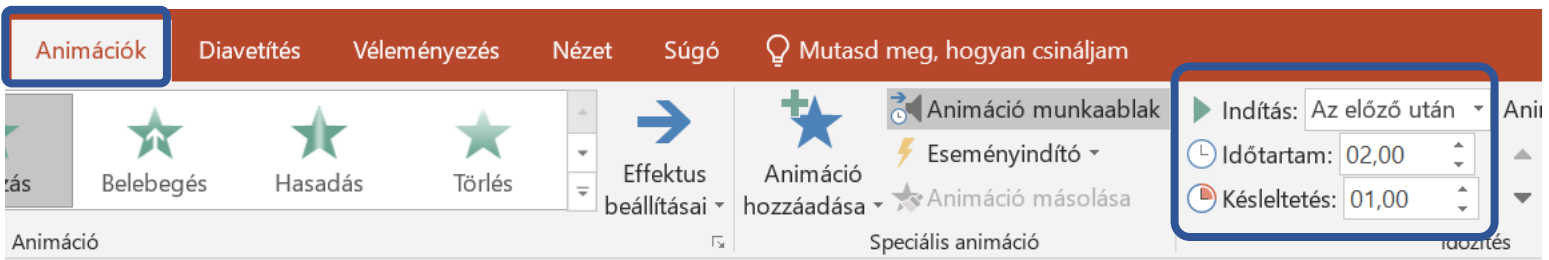 Animációk Diavetítés Véleményezés Nézet Súgó Mutasd meg, hogyan csináljam
Animáció munkaablak Indítás: Az előző után
Eseményindító Időtartam: 02,00
Belebegés Hasadás Törlés Effektus beállításai Animáció hozzáadása Animáció másolása Késleltetés: 01,00
Animáció Speciális animáció Időzítés